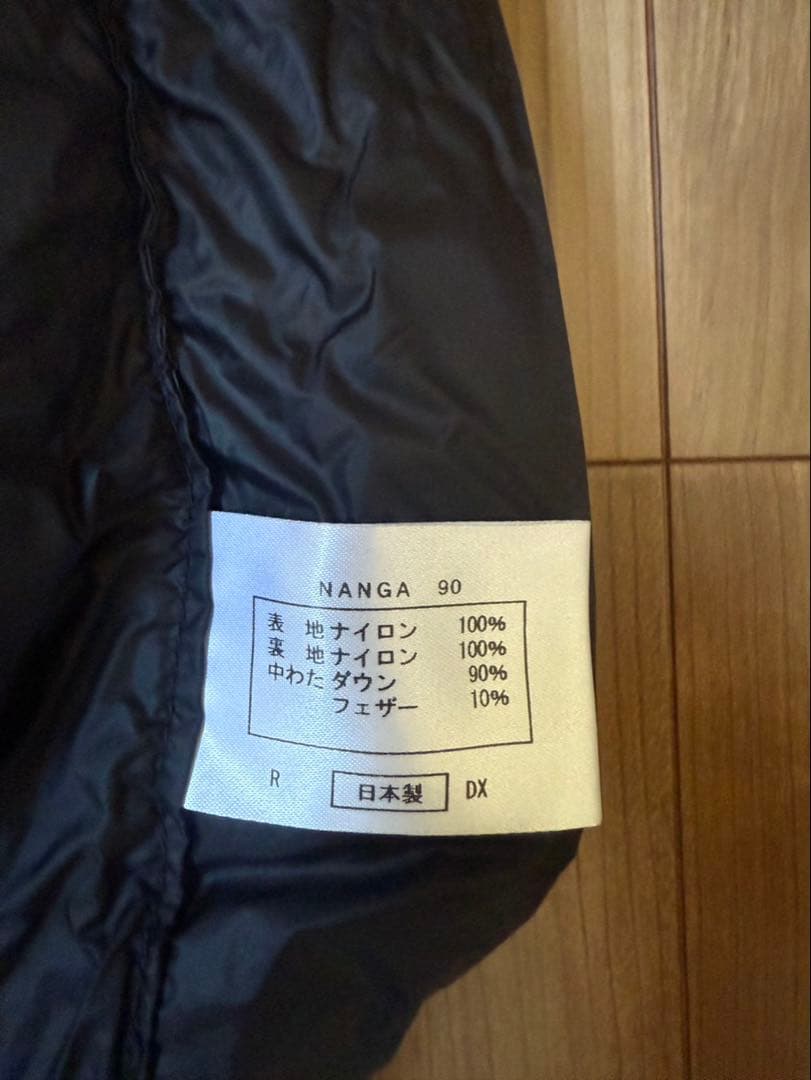 NANGA 90
表 地 ナイロン 100%
裏 地 ナイロン 100%
中わた ダウン 90%
フェザー 10%
R 日本製 DX